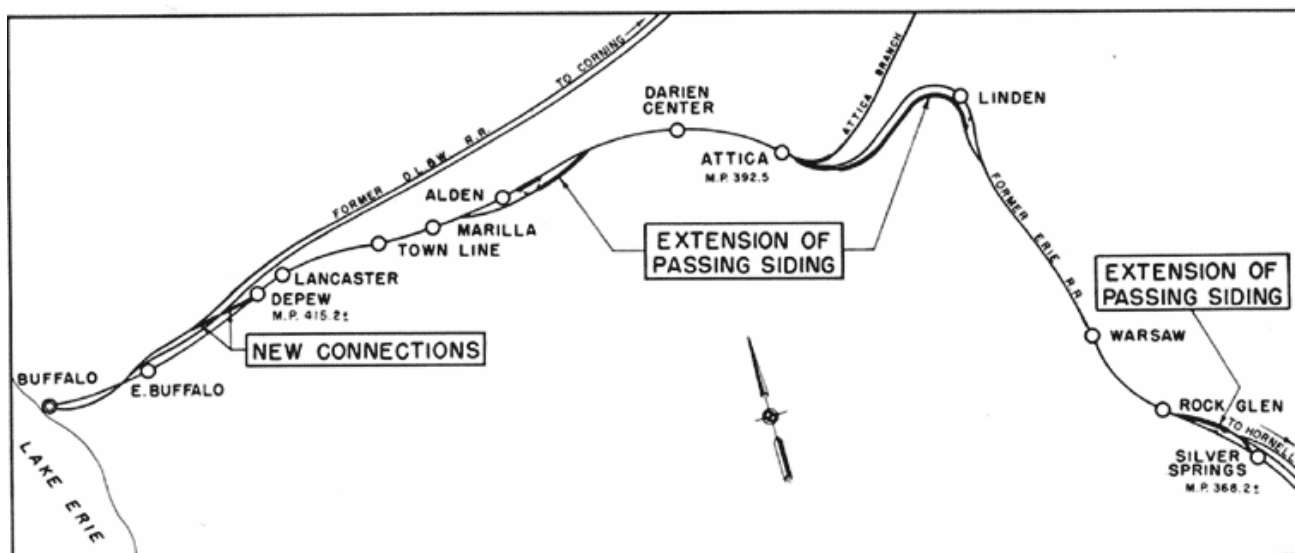 TO CORNING
FORMER D.L.&W. R.R.
ATTICA BRANCH
DARIEN
CENTER
LINDEN
ATTICA
M.P. 392.5
ALDEN
MARILLA
TOWN LINE
LANCASTER
DEPEW
M.P. 415.2±
EXTENSION OF
PASSING SIDING
FORMER ERIE R.R.
EXTENSION OF
PASSING SIDING
NEW CONNECTIONS
BUFFALO
E. BUFFALO
WARSAW
ROCK GLEN
TO HORNELL
SILVER
SPRINGS
M.P. 368.2±
LAKE ERIE